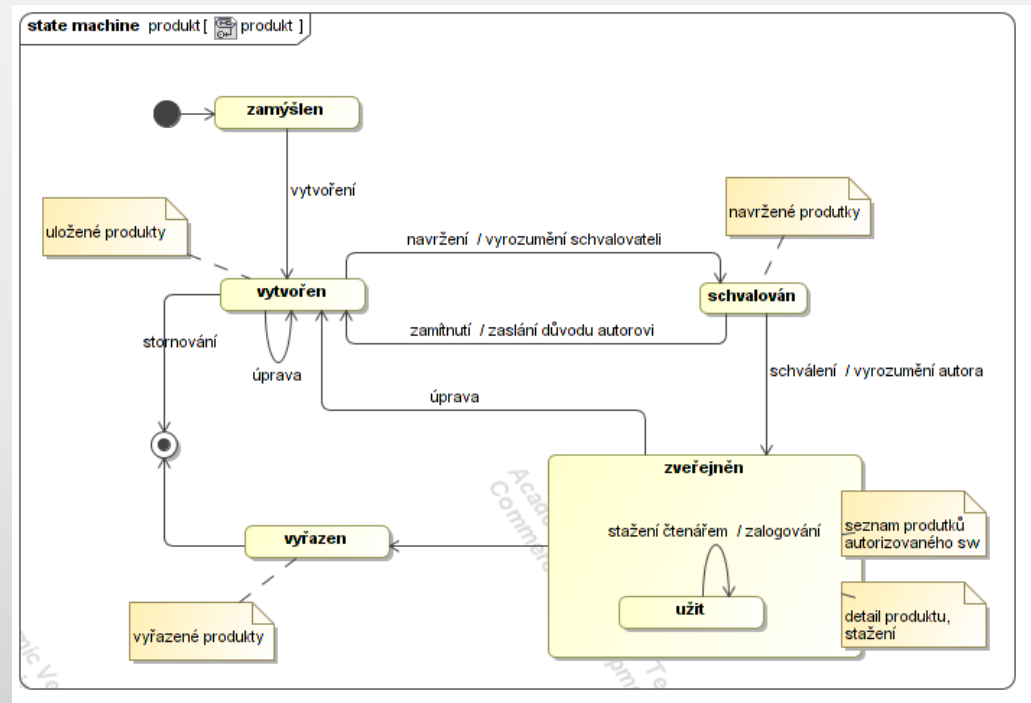 state machine produkt [ produkt ]
zamýšlen
vytvoření
uložené produkty
navržené produtky
navržení / vyrozumění schvalovateli
vytvořen
schvalován
stornování
zamítnutí / zaslání důvodu autorovi
úprava
schválení / vyrozumění autora
úprava
zveřejněn
stažení čtenářem / zalogování
seznam produtků
autorizovaného sw
vyřazen
užit
detail produktu,
stažení
vyřazené produkty